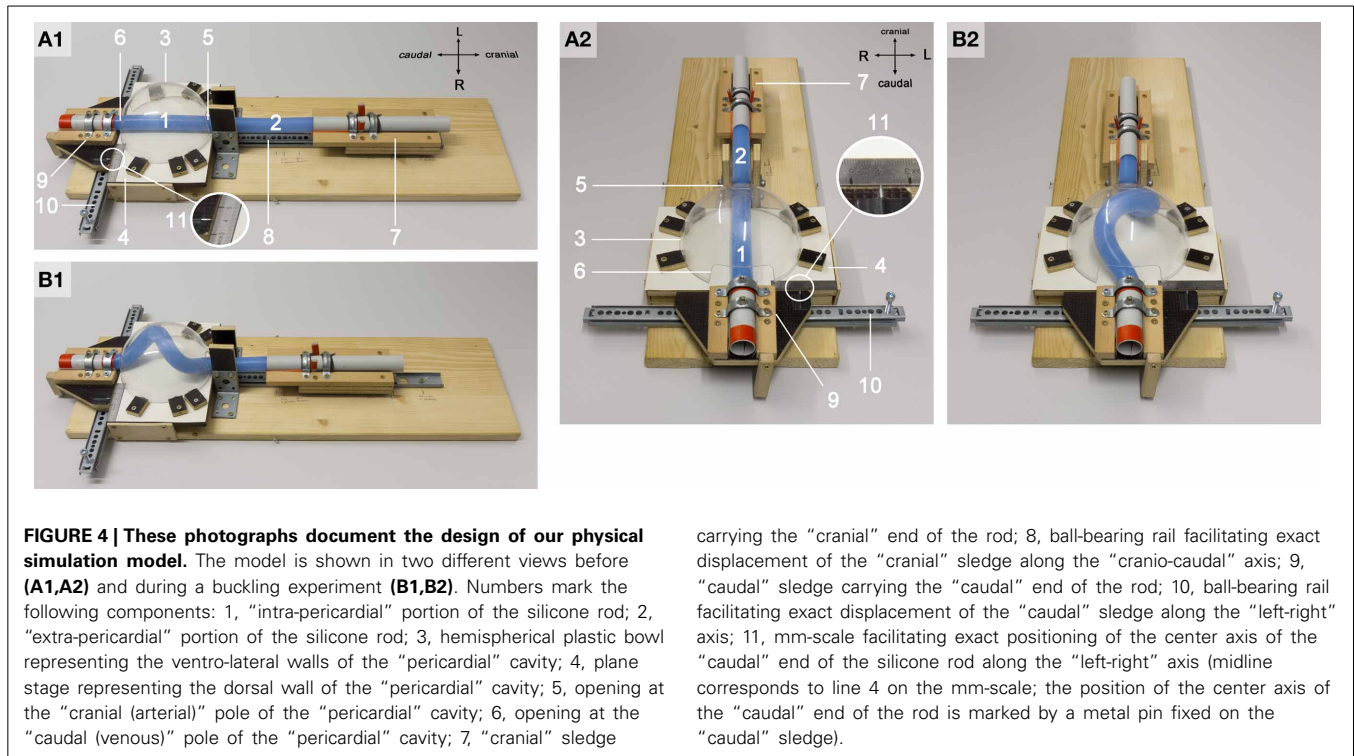 A1
6 3 5
L
caudal cranial
R
1
2
9
10
4
11
8
7
B1
A2
cranial
R L
caudal
7
11
2
5
3
1
6
4
9
10
B2
FIGURE 4 | These photographs document the design of our physical
simulation model. The model is shown in two different views before
(A1,A2) and during a buckling experiment (B1,B2). Numbers mark the
following components: 1, “intra-pericardial” portion of the silicone rod; 2,
“extra-pericardial” portion of the silicone rod; 3, hemispherical plastic bowl
representing the ventro-lateral walls of the “pericardial” cavity; 4, plane
stage representing the dorsal wall of the “pericardial” cavity; 5, opening at
the “cranial (arterial)” pole of the “pericardial” cavity; 6, opening at the
“caudal (venous)” pole of the “pericardial” cavity; 7, “cranial” sledge
carrying the “cranial” end of the rod; 8, ball-bearing rail facilitating exact
displacement of the “cranial” sledge along the “cranio-caudal” axis; 9,
“caudal” sledge carrying the “caudal” end of the rod; 10, ball-bearing rail
facilitating exact displacement of the “caudal” sledge along the “left-right”
axis; 11, mm-scale facilitating exact positioning of the center axis of the
“caudal” end of the silicone rod along the “left-right” axis (midline
corresponds to line 4 on the mm-scale; the position of the center axis of
the “caudal” end of the rod is marked by a metal pin fixed on the
“caudal” sledge).